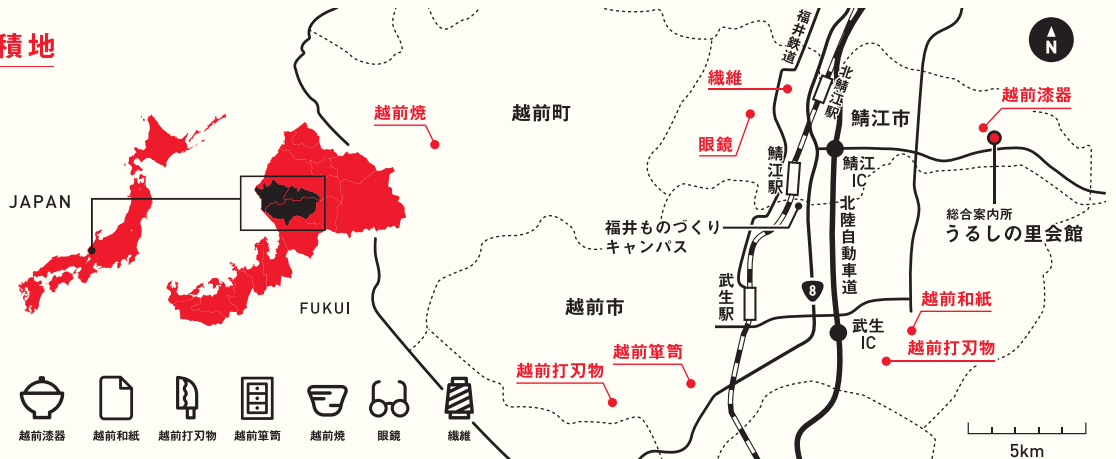 積地
JAPAN
FUKUI
越前焼
越前町
繊維
眼鏡
福井鉄道
北鯖江駅
鯖江市
越前漆器
鯖江駅
鯖江
IC
北陸自動車道
総合案内所
うるしの里会館
福井ものづくり
キャンパス
武生駅
8
越前市
越前箪笥
越前打刃物
武生
IC
越前和紙
越前打刃物
N
5km
越前漆器
越前和紙
越前打刃物
越前箪笥
越前焼
眼鏡
繊維